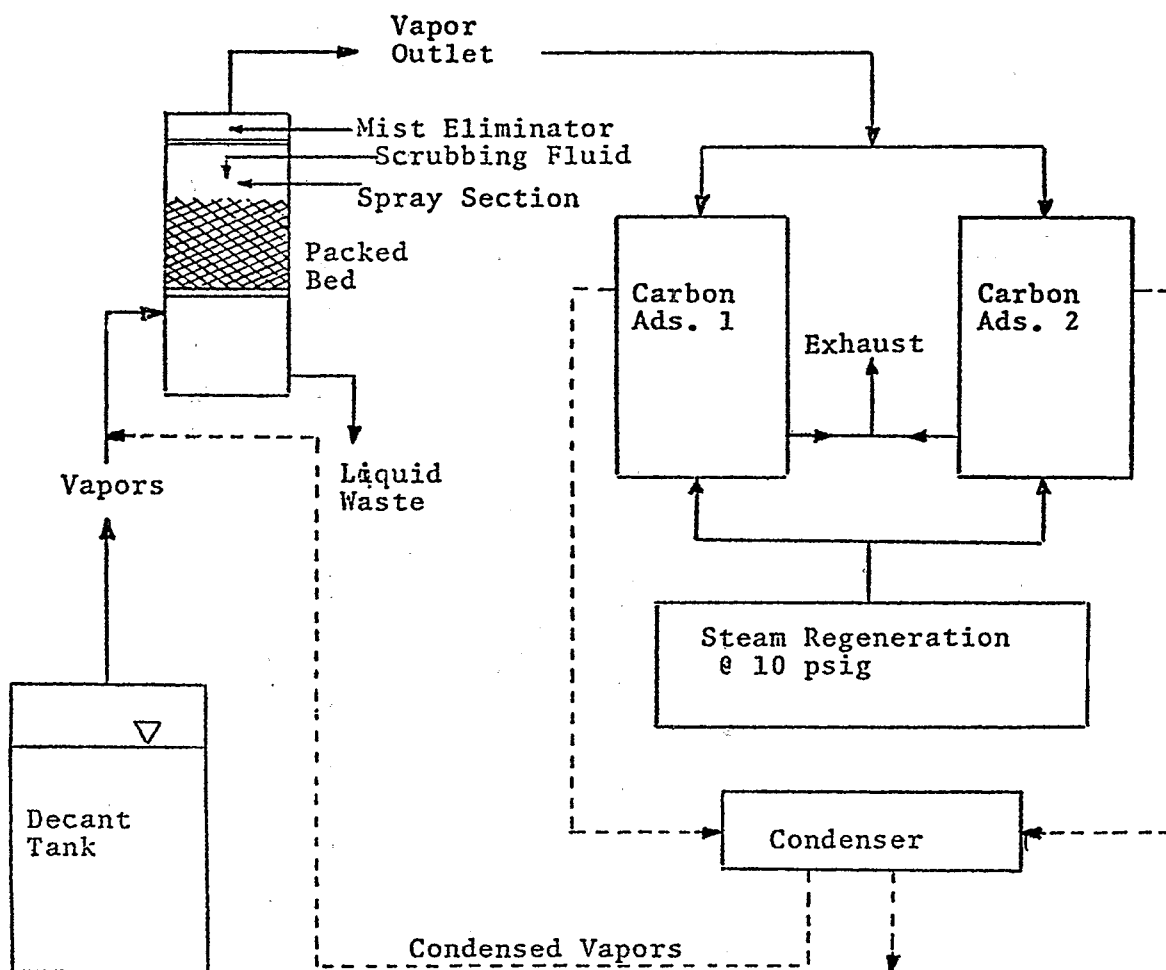 Vapor
Outlet
Mist Eliminator
Scrubbing Fluid
Spray Section
Packed
Bed
Carbon
Ads. 1
Carbon
Ads. 2
Exhaust
Vapors
Liquid
Waste
Steam Regeneration
@ 10 psig
Decant
Tank
Condenser
Condensed Vapors